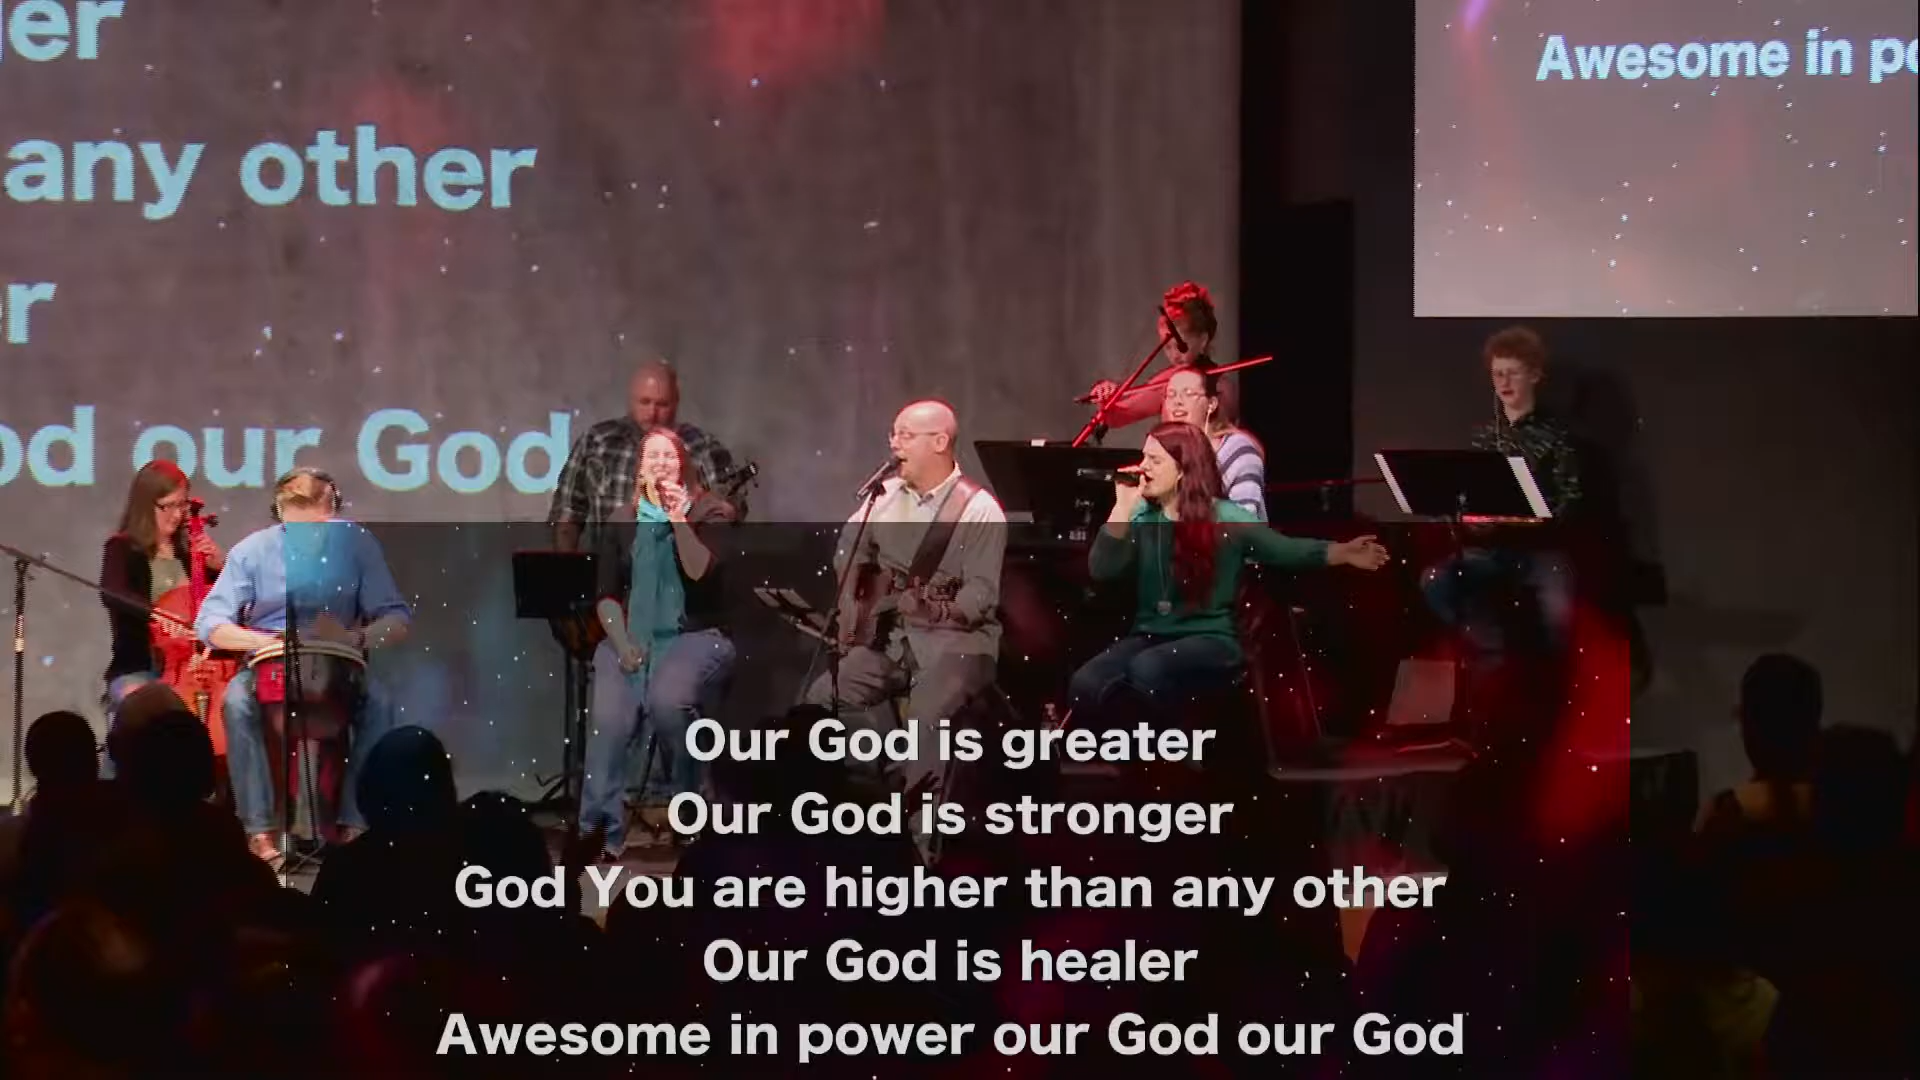 er
any other
er
od our God
Awesome in po
Our God is greater
Our God is stronger
God You are higher than any other
Our God is healer
Awesome in power our God our God